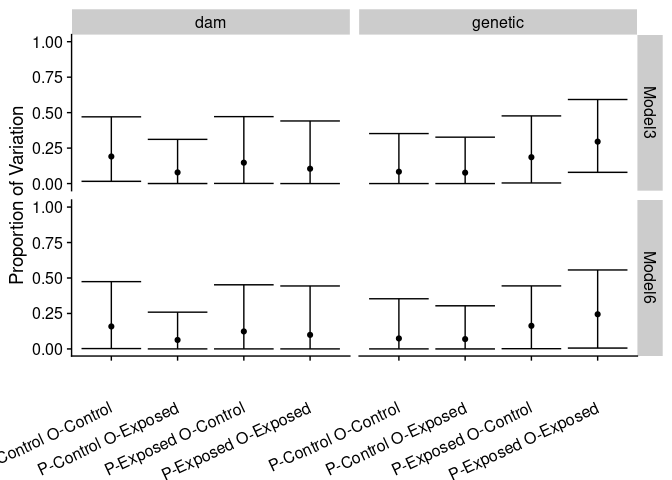 dam genetic
Proportion of Variation
1.00
0.75
0.50
0.25
0.00
Model3
1.00
0.75
0.50
0.25
0.00
Model6
Control O-Control
P-Control O-Exposed
P-Exposed O-Control
P-Exposed O-Exposed
P-Control O-Control
P-Control O-Exposed
P-Exposed O-Control
P-Exposed O-Exposed